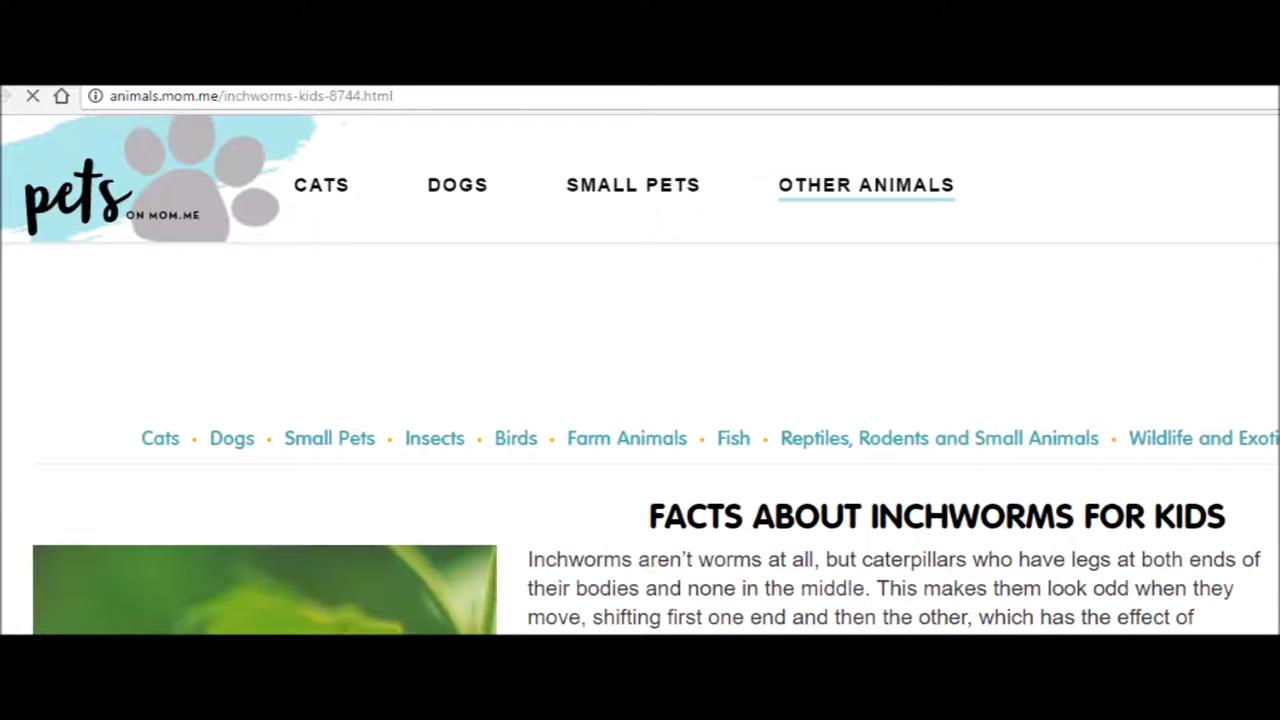 animals.mom.me/inchworms-kids-8744.html
pets ON MOM.ME
CATS DOGS SMALL PETS OTHER ANIMALS
Cats • Dogs • Small Pets • Insects • Birds • Farm Animals • Fish • Reptiles, Rodents and Small Animals • Wildlife and Exoti
FACTS ABOUT INCHWORMS FOR KIDS
Inchworms aren't worms at all, but caterpillars who have legs at both ends of
their bodies and none in the middle. This makes them look odd when they
move, shifting first one end and then the other, which has the effect of